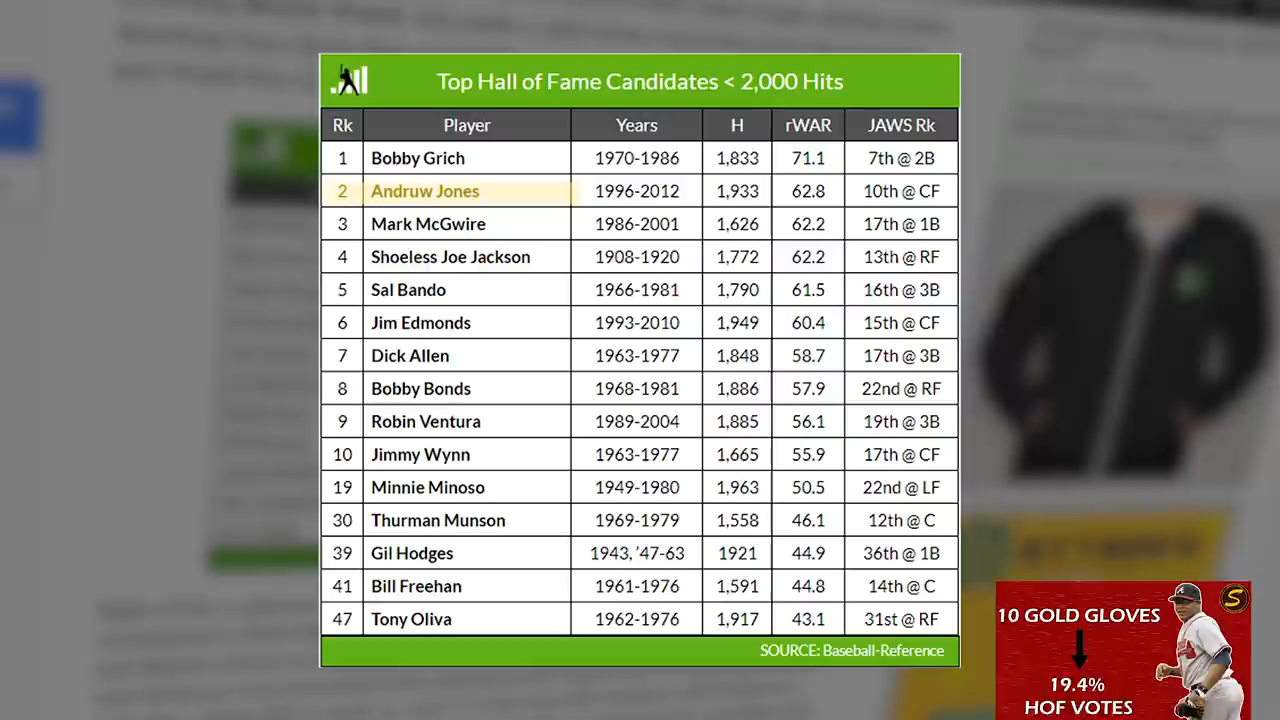 Top Hall of Fame Candidates < 2,000 Hits
Rk Player Years H rWAR JAWS Rk
1 Bobby Grich 1970-1986 1,833 71.1 7th @ 2B
2 Andruw Jones 1996-2012 1,933 62.8 10th @ CF
3 Mark McGwire 1986-2001 1,626 62.2 17th @ 1B
4 Shoeless Joe Jackson 1908-1920 1,772 62.2 13th @ RF
5 Sal Bando 1966-1981 1,790 61.5 16th @ 3B
6 Jim Edmonds 1993-2010 1,949 60.4 15th @ CF
7 Dick Allen 1963-1977 1,848 58.7 17th @ 3B
8 Bobby Bonds 1968-1981 1,886 57.9 22nd @ RF
9 Robin Ventura 1989-2004 1,885 56.1 19th @ 3B
10 Jimmy Wynn 1963-1977 1,665 55.9 17th @ CF
19 Minnie Minoso 1949-1980 1,963 50.5 22nd @ LF
30 Thurman Munson 1969-1979 1,558 46.1 12th @ C
39 Gil Hodges 1943, '47-63 1921 44.9 36th @ 1B
41 Bill Freehan 1961-1976 1,591 44.8 14th @ C
47 Tony Oliva 1962-1976 1,917 43.1 31st @ RF
SOURCE: Baseball-Reference
S
10 GOLD GLOVES
19.4%
HOF VOTES